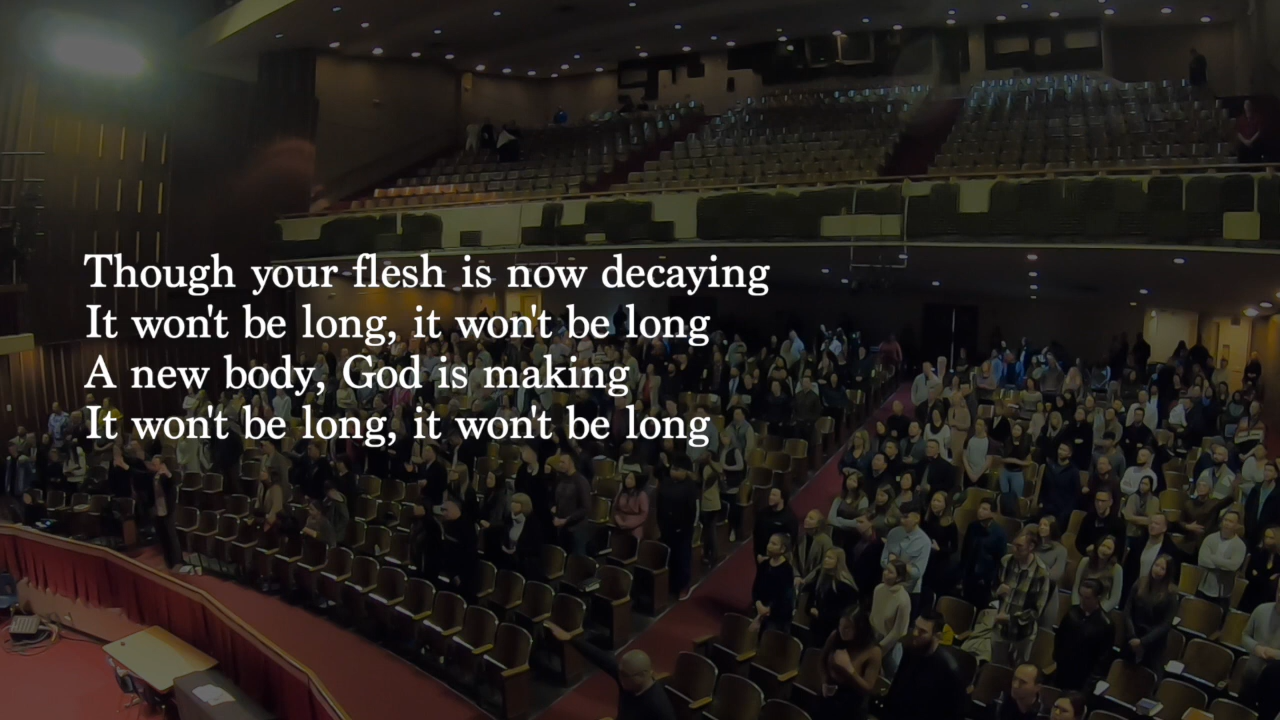 Though your flesh is now decaying
It won't be long, it won't be long
A new body, God is making
It won't be long, it won't be long